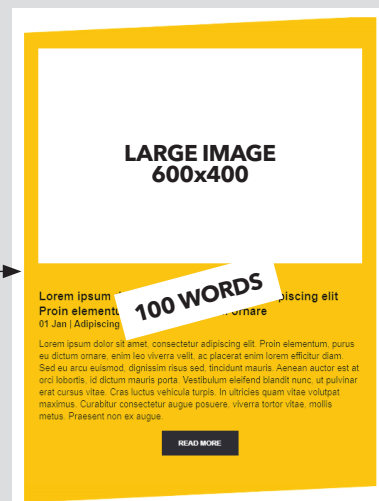 LARGE IMAGE
600x400
100 WORDS
Lorem ipsum piscing elit
Proin elementu ornare
01 Jan | Adipiscing
Lorem ipsum dolor sit amet, consectetur adipiscing elit. Proin elementum, purus
eu dictum ornare, enim leo viverra velit, ac placerat enim lorem efficitur diam.
Sed eu arcu euismod, dignissim risus sed, tincidunt mauris. Aenean auctor est at
orci lobortis, id dictum mauris porta. Vestibulum eleifend blandit nunc, ut pulvinar
erat cursus vitae. Cras luctus vehicula turpis. In ultricies quam vitae volutpat
maximus. Curabitur consectetur augue posuere, viverra tortor vitae, mollis
metus. Praesent non ex augue.
READ MORE